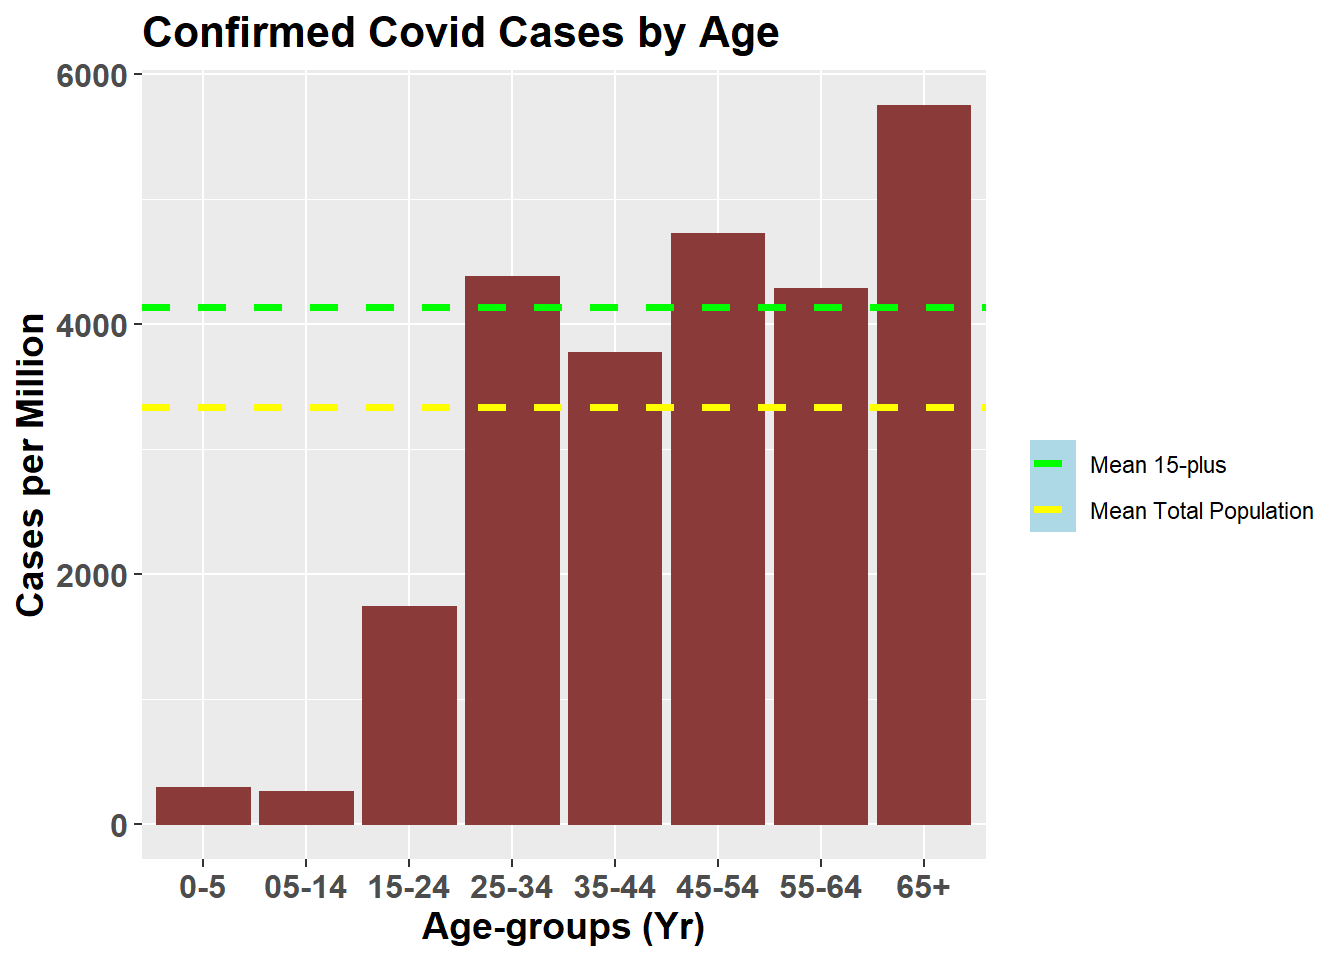 Confirmed Covid Cases by Age
6000
4000
2000
0
Cases per Million
0-5 05-14 15-24 25-34 35-44 45-54 55-64 65+
Age-groups (Yr)
Mean 15-plus
Mean Total Population